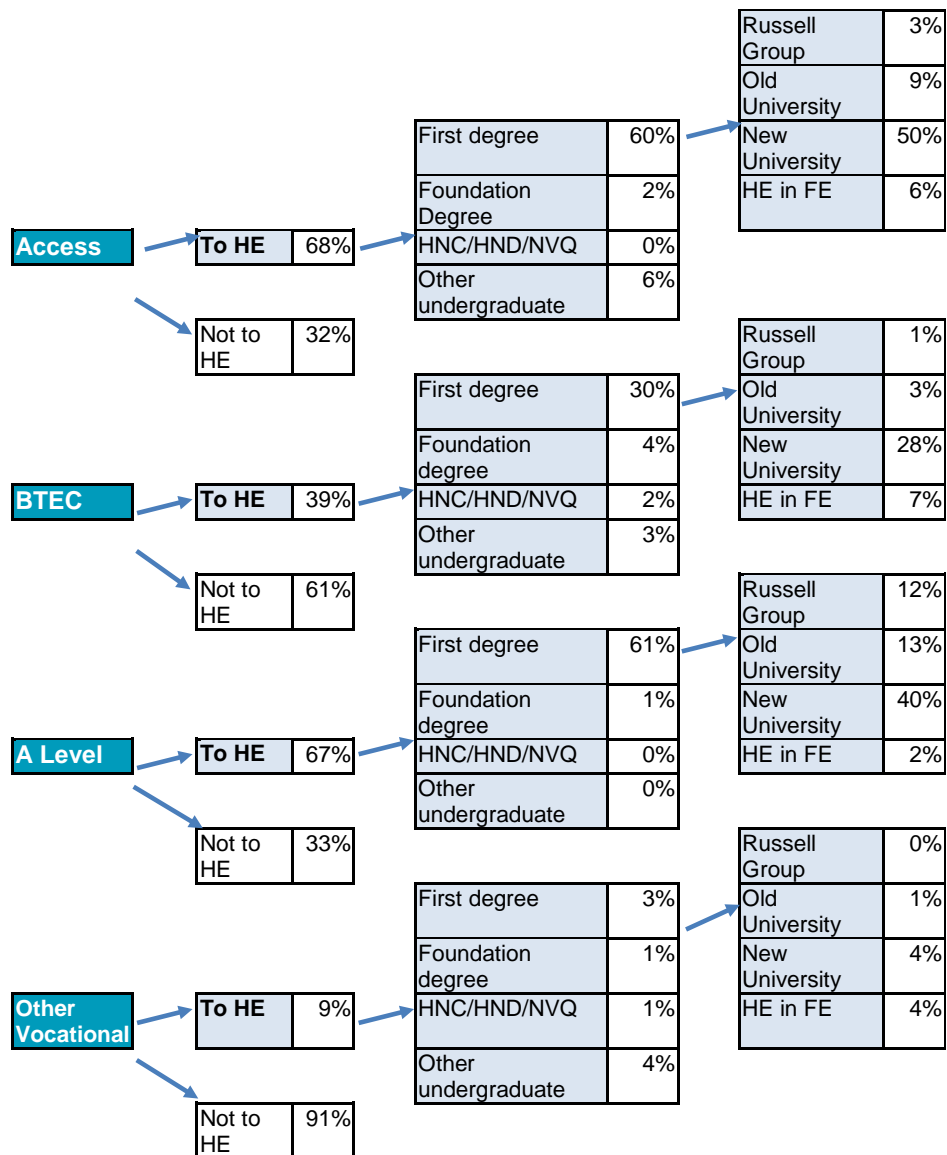 Russell 3%
Group
Old 9%
University
First degree 60%
New 50%
University
Foundation 2%
Degree
HE in FE 6%
Access
To HE 68%
HNC/HND/NVQ 0%
Other 6%
undergraduate
Not to 32%
HE
Russell 1%
Group
First degree 30%
Old 3%
University
Foundation 4%
degree
New 28%
University
BTEC
To HE 39%
HNC/HND/NVQ 2%
HE in FE 7%
Other 3%
undergraduate
Not to 61%
HE
Russell 12%
Group
First degree 61%
Old 13%
University
Foundation 1%
degree
New 40%
University
A Level
To HE 67%
HNC/HND/NVQ 0%
HE in FE 2%
Other 0%
undergraduate
Not to 33%
HE
Russell 0%
Group
First degree 3%
Old 1%
University
Foundation 1%
degree
New 4%
University
Other
Vocational
To HE 9%
HNC/HND/NVQ 1%
HE in FE 4%
Other 4%
undergraduate
Not to 91%
HE